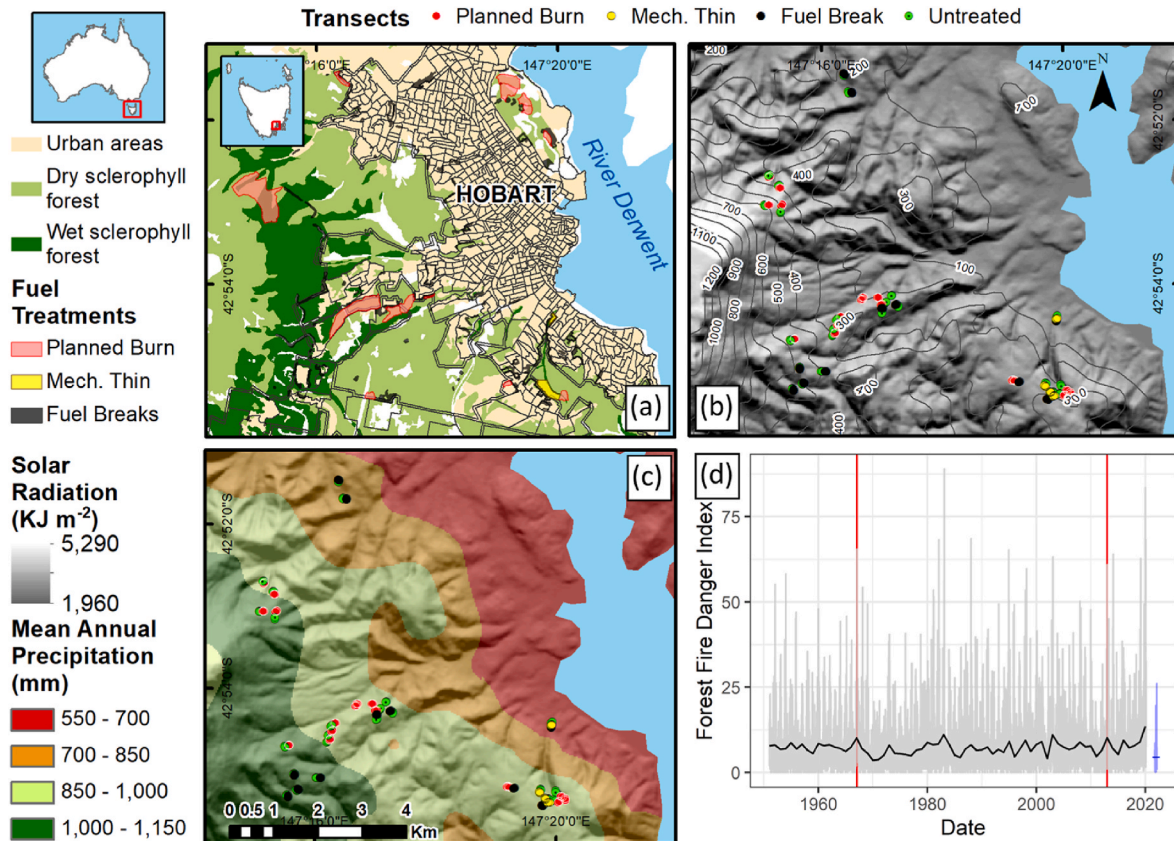 Transects Planned Burn Mech. Thin Fuel Break Untreated
Urban areas
Dry sclerophyll
forest
Wet sclerophyll
forest
Fuel
Treatments
Planned Burn
Mech. Thin
Fuel Breaks
Solar
Radiation
(KJ m⁻²)
5,290
1,960
Mean Annual
Precipitation
(mm)
550 - 700
700 - 850
850 - 1,000
1,000 - 1,150
16'0"E
147°20'0"E
HOBART
River Derwent
42°54'0"S
(a)
200
147°16'0"E
147°20'0"E
N
200
100
42°52'0"S
400
700
300
1100
1200
900
600
400
500
800
1000
100
42°54'0"S
300
400
400
300
(b)
(c)
42°52'0"S
42°54'0"S
147°16'0"E
147°20'0"E
0 0.5 1 2 3 4
Km
(d)
Forest Fire Danger Index
75
50
25
0
1960
1980
2000
2020
Date